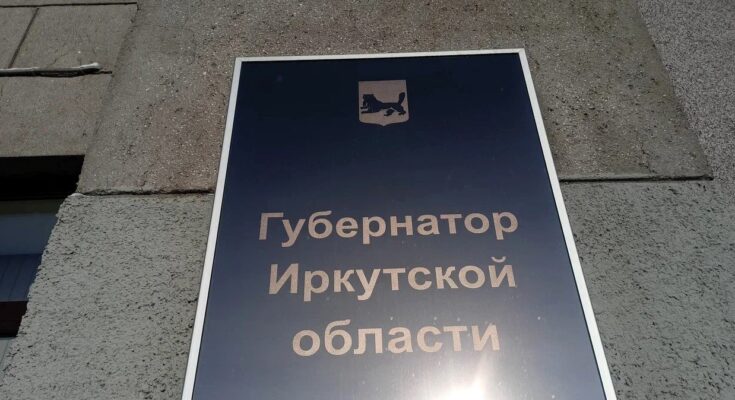 Губернатор
Иркутской
области